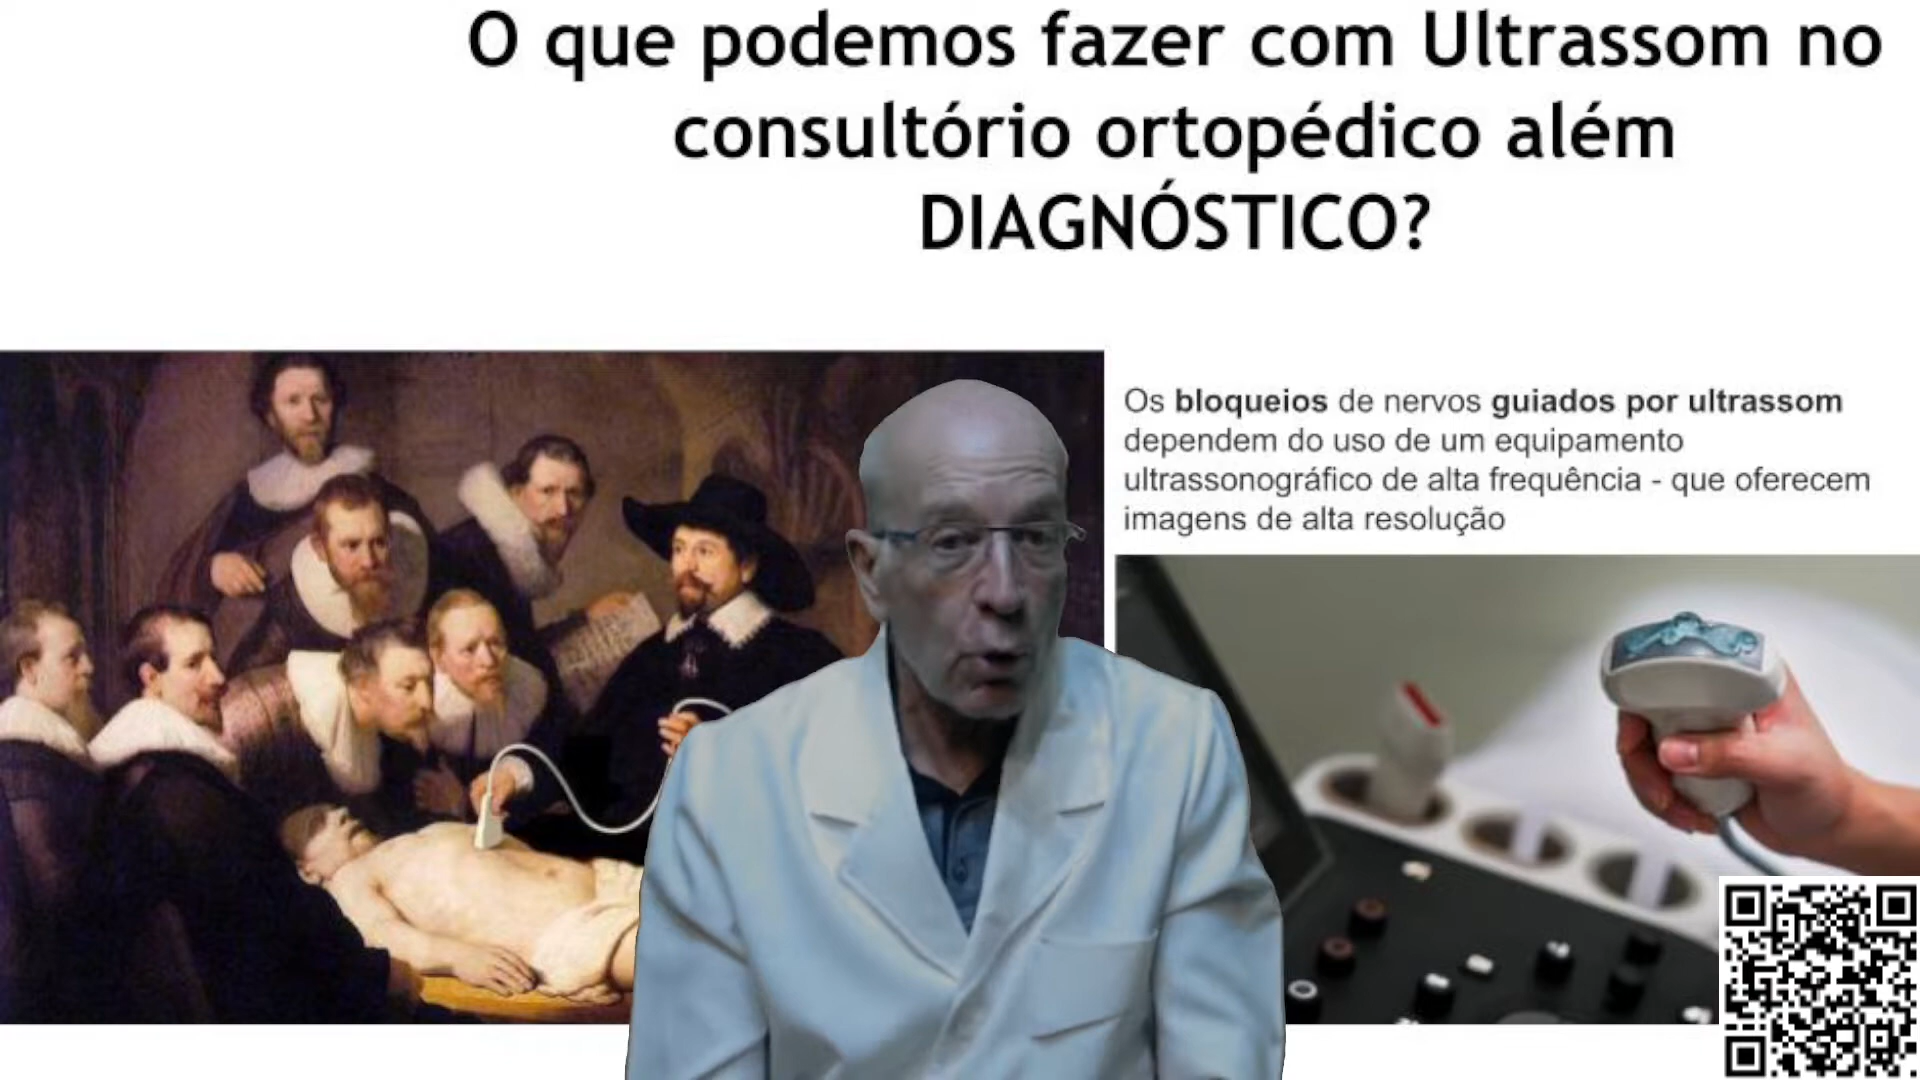 O que podemos fazer com Ultrassom no
consultório ortopédico além
DIAGNÓSTICO?
Os bloqueios de nervos guiados por ultrassom
dependem do uso de um equipamento
ultrassonográfico de alta frequência - que oferecem
imagens de alta resolução